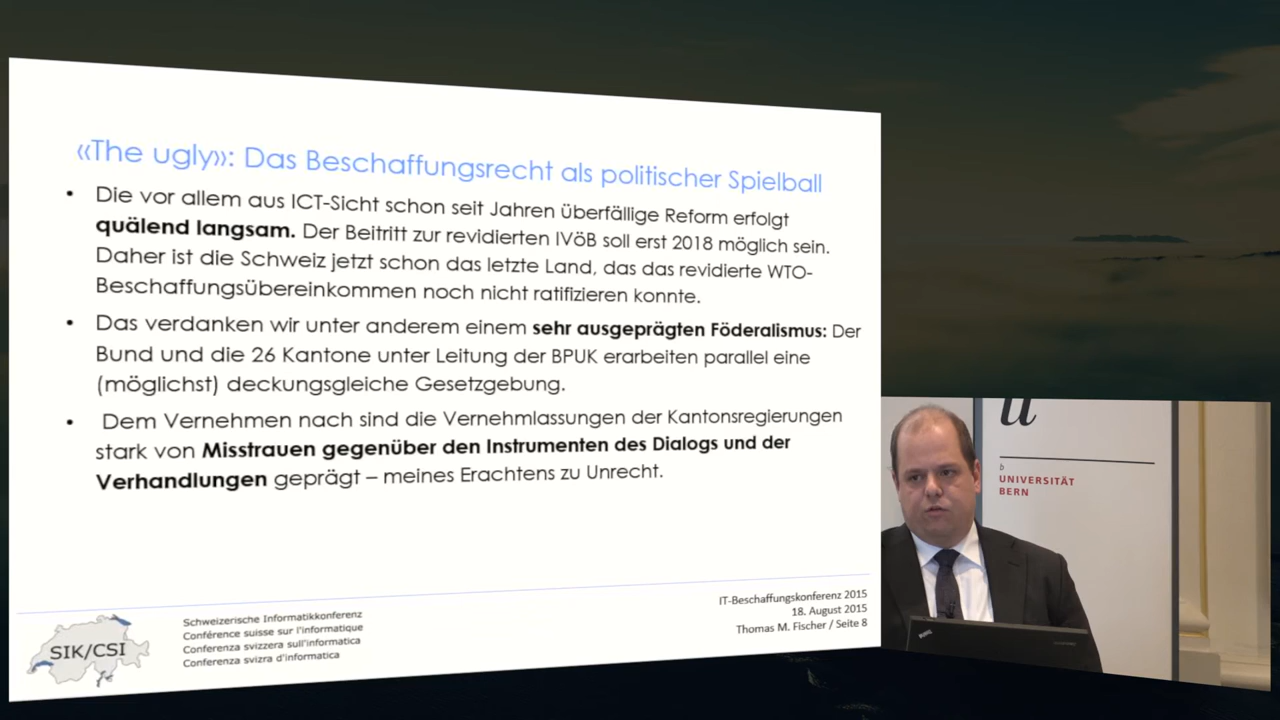 «The ugly»: Das Beschaffungsrecht als politischer Spielball
• Die vor allem aus ICT-Sicht schon seit Jahren überfällige Reform erfolgt
quälend langsam. Der Beitritt zur revidierten IVöB soll erst 2018 möglich sein.
Daher ist die Schweiz jetzt schon das letzte Land, das das revidierte WTO-
Beschaffungsübereinkommen noch nicht ratifizieren konnte.
• Das verdanken wir unter anderem einem sehr ausgeprägten Föderalismus: Der
Bund und die 26 Kantone unter Leitung der BPUK erarbeiten parallel eine
(möglichst) deckungsgleiche Gesetzgebung.
• Dem Vernehmen nach sind die Vernehmlassungen der Kantonsregierungen
stark von Misstrauen gegenüber den Instrumenten des Dialogs und der
Verhandlungen geprägt – meines Erachtens zu Unrecht.
SIK/CSI
Schweizerische Informatikkonferenz
Conférence suisse sur l'informatique
Conferenza svizzera sull'informatica
Conferenza svizra d'informatica
IT-Beschaffungskonferenz 2015
18. August 2015
Thomas M. Fischer / Seite 8
u
b
UNIVERSITÄT
BERN